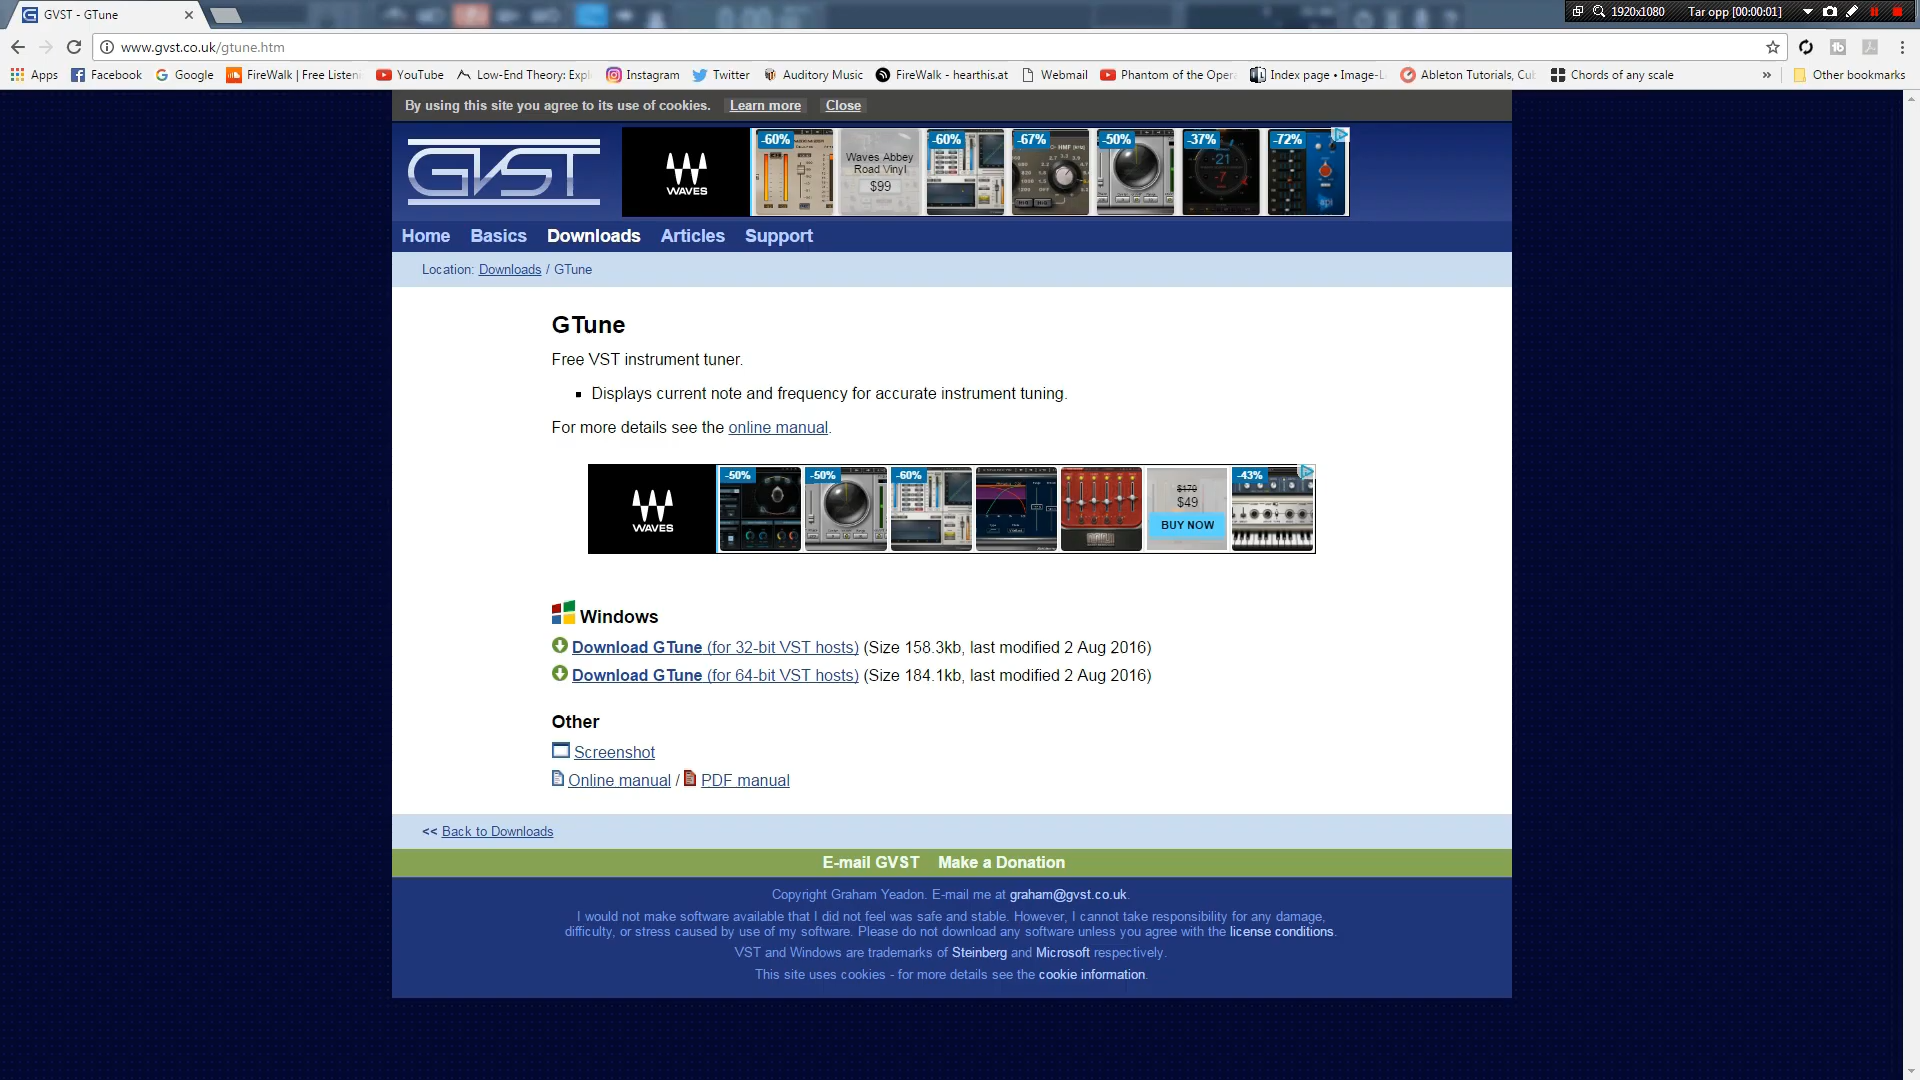 GVST - GTune
1920x1080
Tar opp [00:00:01]
www.gvst.co.uk/gtune.htm
Apps
Facebook
Google
FireWalk | Free Listeni
YouTube
Low-End Theory: Expl
Instagram
Twitter
Auditory Music
FireWalk - hearthis.at
Webmail
Phantom of the Opera
Index page • Image-L
Ableton Tutorials, Cu
Chords of any scale
»
Other bookmarks
By using this site you agree to its use of cookies. Learn more Close
GVST
WAVES
-60%
Waves Abbey
Road Vinyl
$99
-60%
-67%
-50%
-37%
-72%
Home Basics Downloads Articles Support
Location: Downloads / GTune
GTune
Free VST instrument tuner.
Displays current note and frequency for accurate instrument tuning.
For more details see the online manual.
WAVES
-50%
-50%
-60%
$179
$49
BUY NOW
-43%
Windows
Download GTune (for 32-bit VST hosts) (Size 158.3kb, last modified 2 Aug 2016)
Download GTune (for 64-bit VST hosts) (Size 184.1kb, last modified 2 Aug 2016)
Other
Screenshot
Online manual / PDF manual
<< Back to Downloads
E-mail GVST Make a Donation
Copyright Graham Yeadon. E-mail me at graham@gvst.co.uk.
I would not make software available that I did not feel was safe and stable. However, I cannot take responsibility for any damage,
difficulty, or stress caused by use of my software. Please do not download any software unless you agree with the license conditions.
VST and Windows are trademarks of Steinberg and Microsoft respectively.
This site uses cookies - for more details see the cookie information.